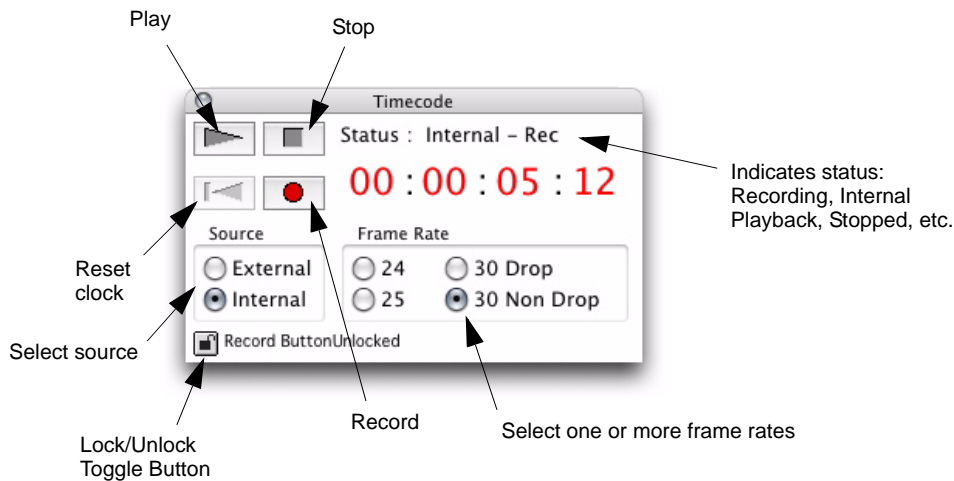 Play
Stop
Timecode
Status : Internal – Rec
00 : 00 : 05 : 12
Indicates status:
Recording, Internal
Playback, Stopped, etc.
Source
Frame Rate
External
24
30 Drop
Internal
25
30 Non Drop
Reset
clock
Select source
Record ButtonUnlocked
Record
Select one or more frame rates
Lock/Unlock
Toggle Button